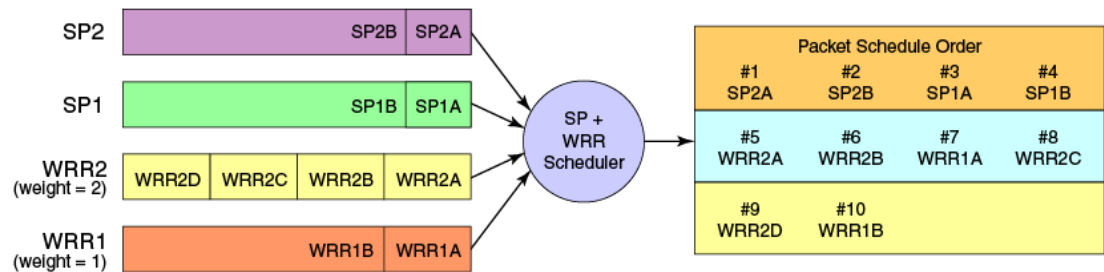 SP2
SP2B SP2A
SP1
SP1B SP1A
WRR2
(weight = 2)
WRR2D WRR2C WRR2B WRR2A
WRR1
(weight = 1)
WRR1B WRR1A
SP +
WRR
Scheduler
Packet Schedule Order
#1 #2 #3 #4
SP2A SP2B SP1A SP1B
#5 #6 #7 #8
WRR2A WRR2B WRR1A WRR2C
#9 #10
WRR2D WRR1B